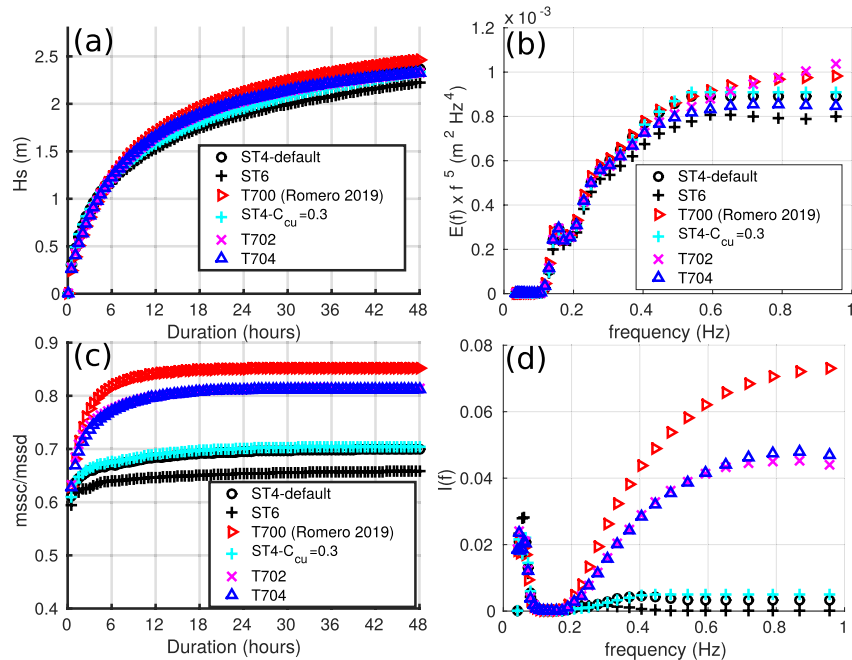 (a)
2.5
2
1.5
1
0.5
0
Hs (m)
0 6 12 18 24 30 36 42 48
Duration (hours)
ST4-default
ST6
T700 (Romero 2019)
ST4-C_cu=0.3
T702
T704
(b)
× 10^-3
1.2
1
0.8
0.6
0.4
0.2
0
E(f) x f^5 (m^2 Hz^4)
0 0.2 0.4 0.6 0.8 1
frequency (Hz)
ST4-default
ST6
T700 (Romero 2019)
ST4-C_cu=0.3
T702
T704
(c)
0.9
0.8
0.7
0.6
0.5
0.4
mssc/mssd
0 6 12 18 24 30 36 42 48
Duration (hours)
ST4-default
ST6
T700 (Romero 2019)
ST4-C_cu=0.3
T702
T704
(d)
0.08
0.06
0.04
0.02
0
I(f)
0 0.2 0.4 0.6 0.8 1
frequency (Hz)